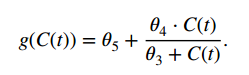 g(C(t)) = θ₅ + θ₄ · C(t) / θ₃ + C(t) .